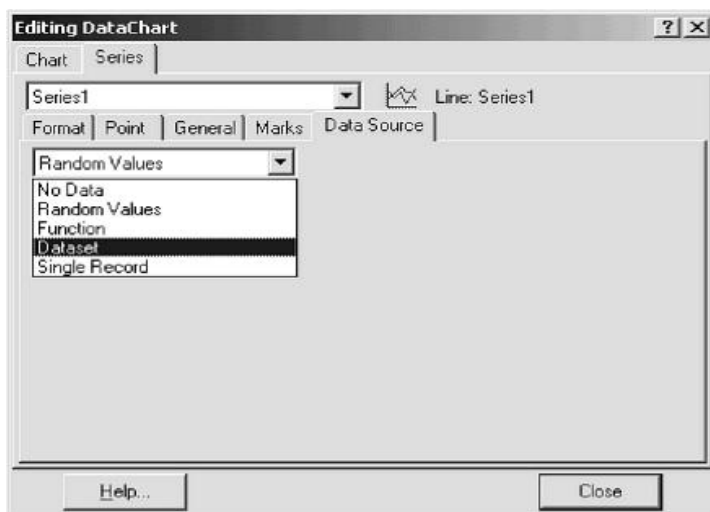 Editing DataChart ? X
Chart Series
Series1 Line: Series1
Format Point General Marks Data Source
Random Values
No Data
Random Values
Function
Dataset
Single Record
Help... Close